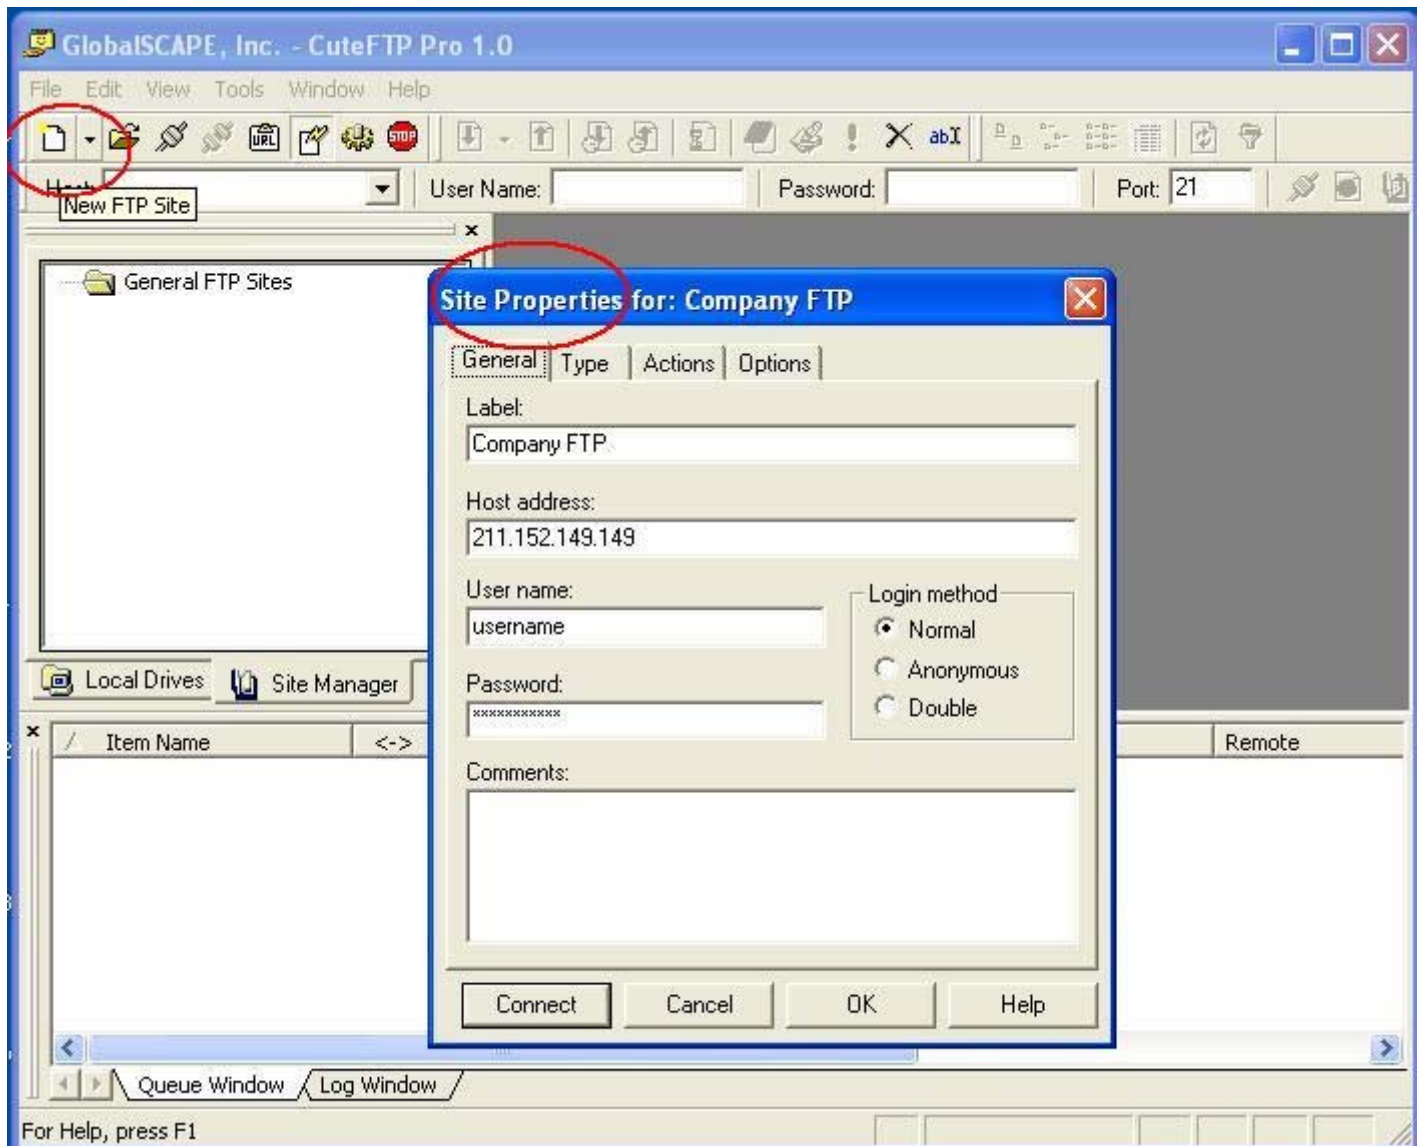 GlobalSCAPE, Inc. - CuteFTP Pro 1.0
File Edit View Tools Window Help
URL STOP abI
User Name: Password: Port: 21
New FTP Site
General FTP Sites
Site Properties for: Company FTP
General Type Actions Options
Label:
Company FTP
Host address:
211.152.149.149
User name:
username
Login method
Normal
Anonymous
Double
Password:
***********
Comments:
Local Drives Site Manager
Item Name <-> Remote
Connect Cancel OK Help
Queue Window Log Window
For Help, press F1